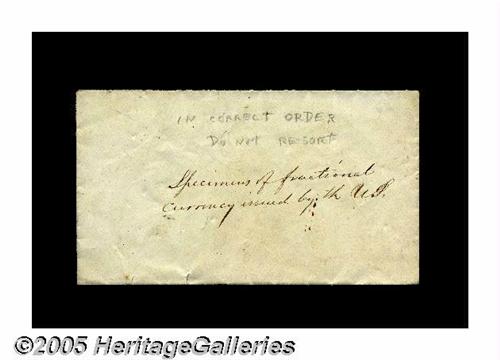 IN CORRECT ORDER
DO NOT RE-SORT
Specimens of fractional
currency issued by the U.S.
©2005 HeritageGalleries